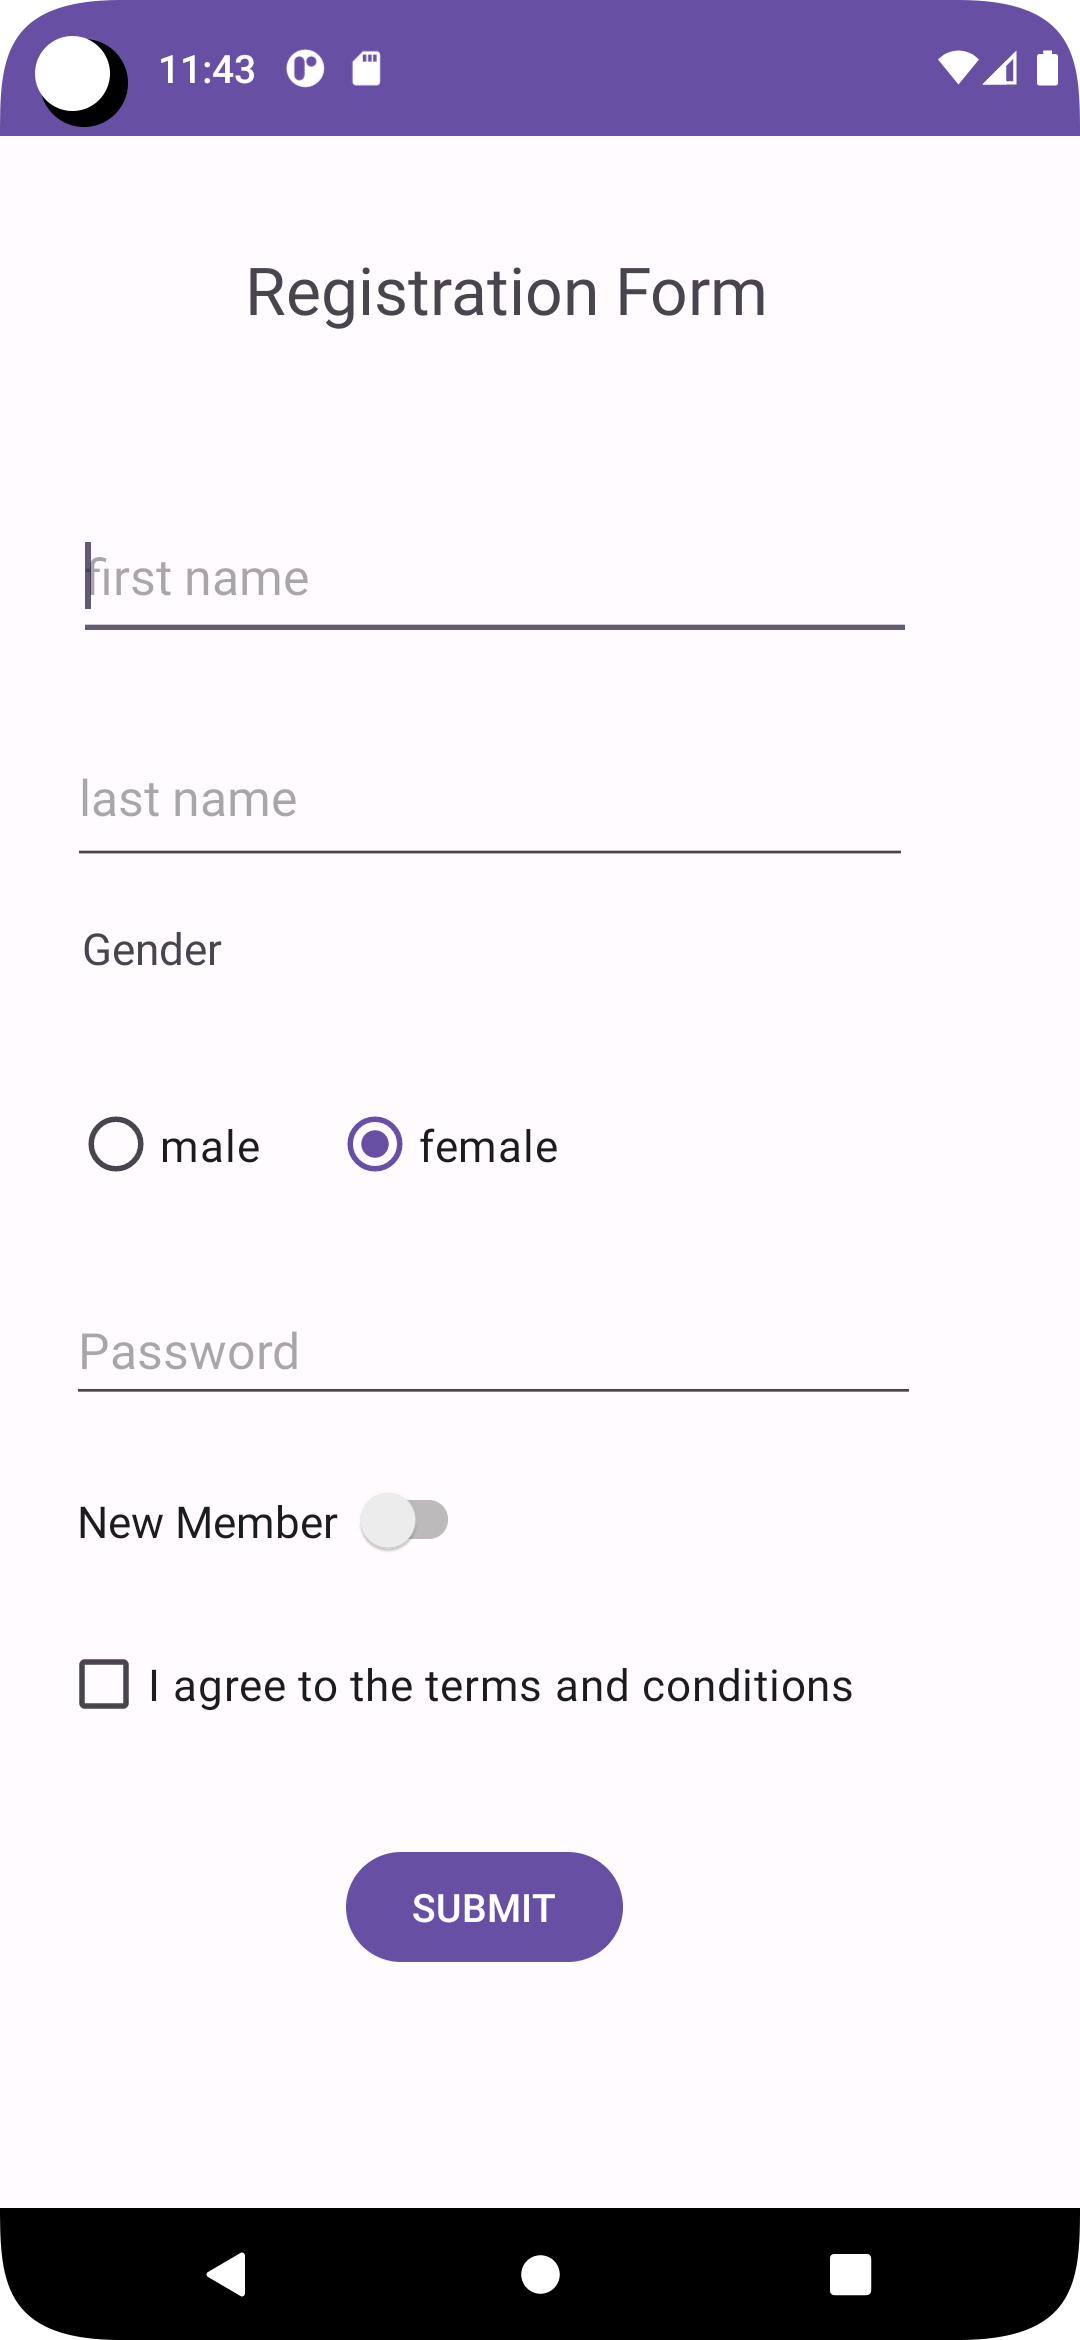 11:43
Registration Form
first name
last name
Gender
male female
Password
New Member
I agree to the terms and conditions
SUBMIT